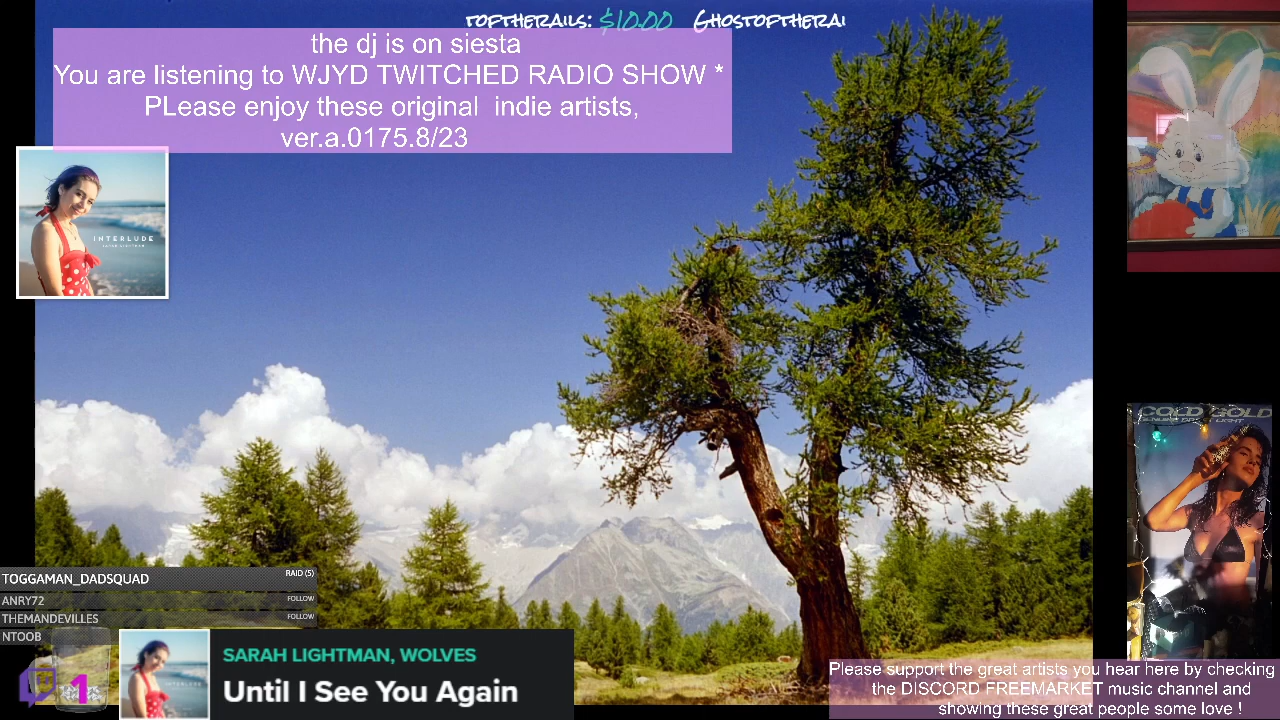 TOPTHERAILS: $10.00 GHOSTOPTHERAI
the dj is on siesta
You are listening to WJYD TWITCHED RADIO SHOW *
PLease enjoy these original indie artists,
ver.a.0175.8/23
INTERLUDE
COLD GOLD
TOGGAMAN_DADSQUAD RAID (5)
ANRY72 FOLLOW
THEMANDEVILLES FOLLOW
NTOOB
1
SARAH LIGHTMAN, WOLVES
Until I See You Again
Please support the great artists you hear here by checking
the DISCORD FREEMARKET music channel and
showing these great people some love !